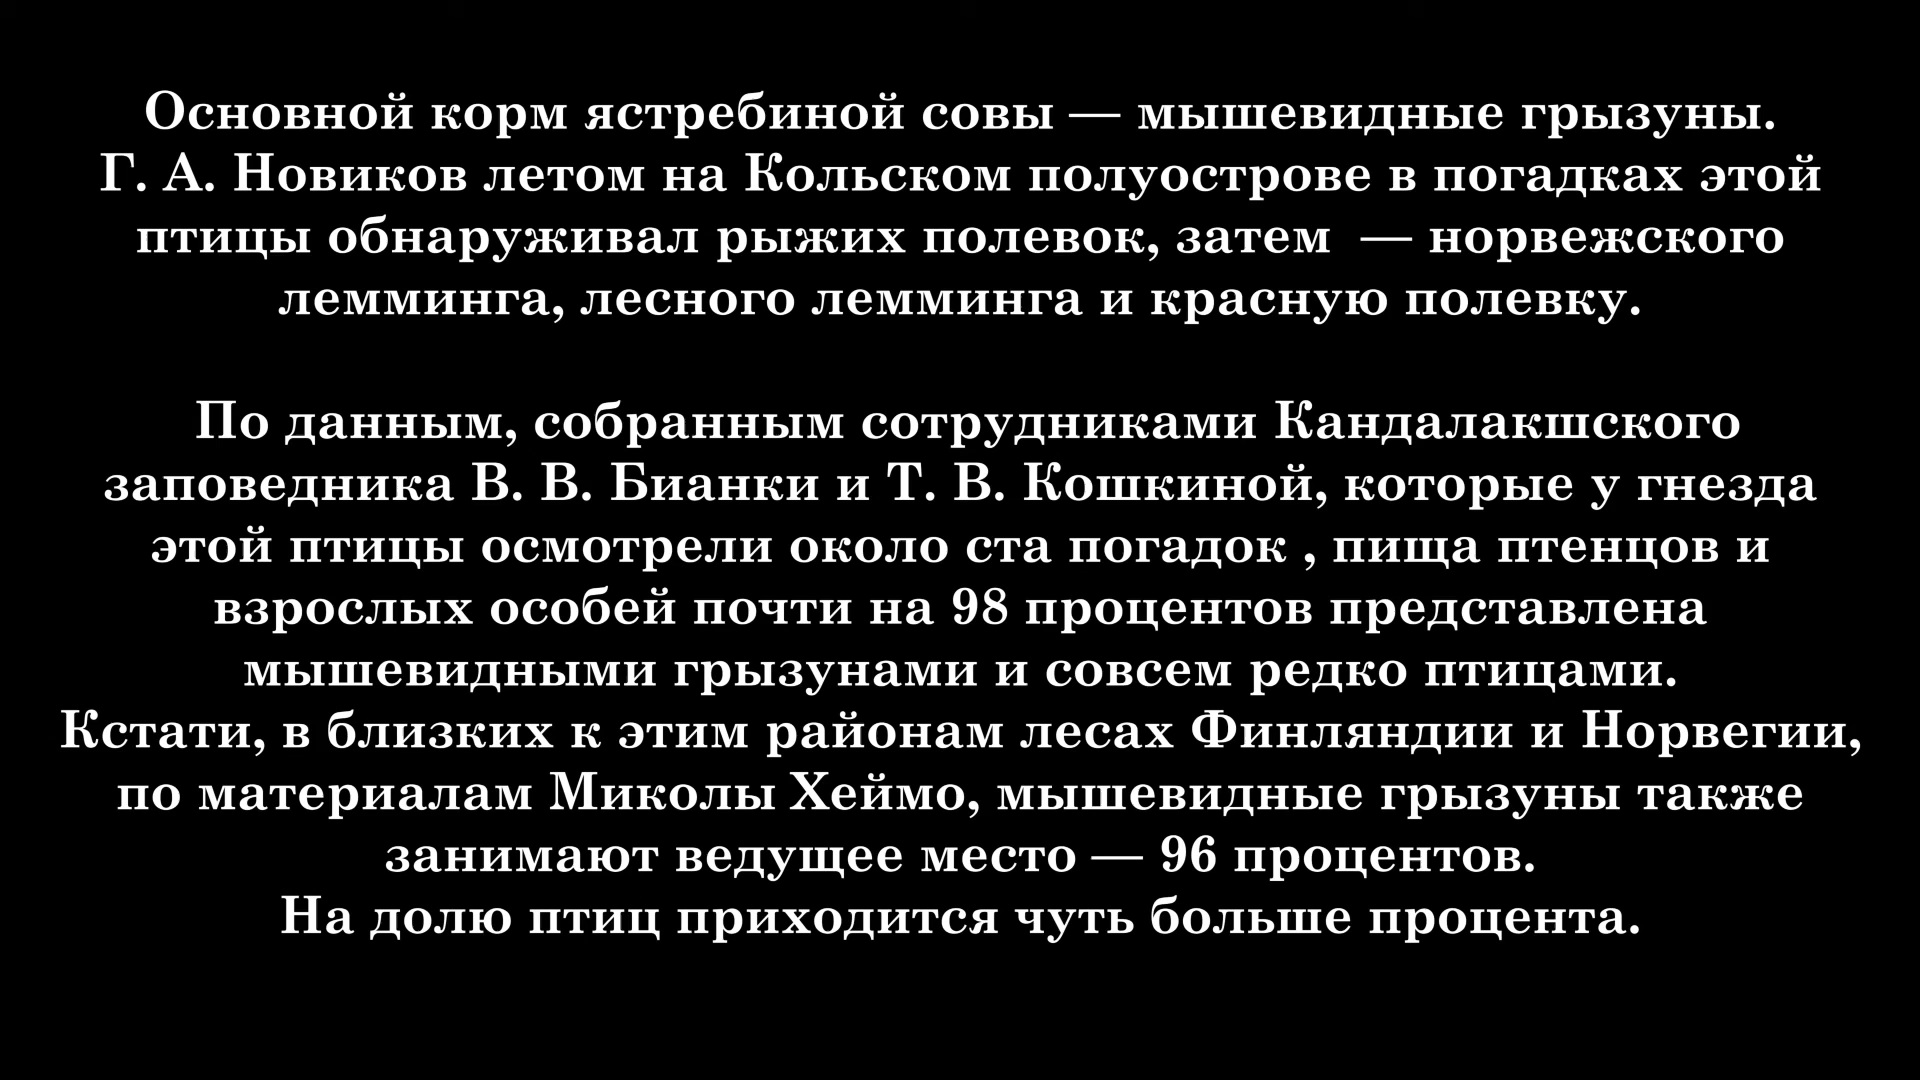 Основной корм ястребиной совы — мышевидные грызуны.
Г. А. Новиков летом на Кольском полуострове в погадках этой
птицы обнаруживал рыжих полевок, затем  — норвежского
лемминга, лесного лемминга и красную полевку.
По данным, собранным сотрудниками Кандалакшского
заповедника В. В. Бианки и Т. В. Кошкиной, которые у гнезда
этой птицы осмотрели около ста погадок , пища птенцов и
взрослых особей почти на 98 процентов представлена
мышевидными грызунами и совсем редко птицами.
Кстати, в близких к этим районам лесах Финляндии и Норвегии,
по материалам Миколы Хеймо, мышевидные грызуны также
занимают ведущее место — 96 процентов.
На долю птиц приходится чуть больше процента.